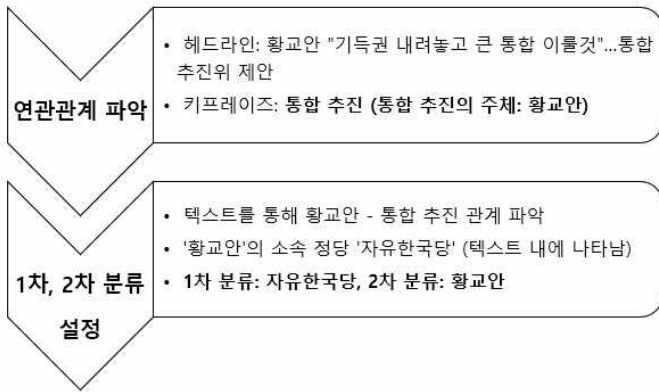 연관관계 파악
• 헤드라인: 황교안 "기득권 내려놓고 큰 통합 이룰것"...통합
추진위 제안
• 키프레이즈: 통합 추진 (통합 추진의 주체: 황교안)
1차, 2차 분류
설정
• 텍스트를 통해 황교안 - 통합 추진 관계 파악
• '황교안'의 소속 정당 '자유한국당' (텍스트 내에 나타남)
• 1차 분류: 자유한국당, 2차 분류: 황교안